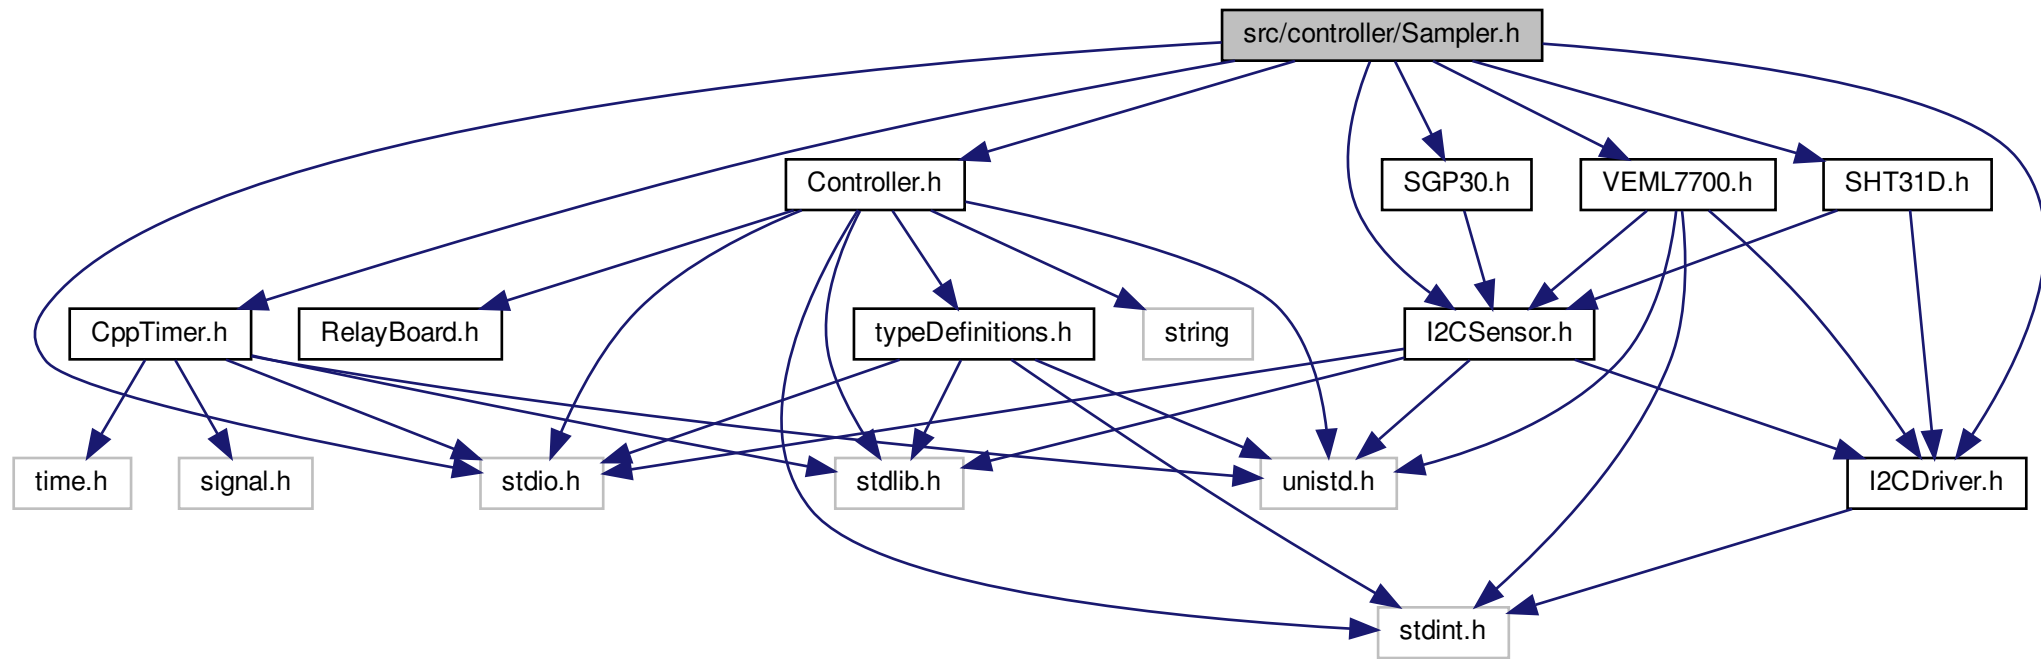 src/controller/Sampler.h
Controller.h
SGP30.h
VEML7700.h
SHT31D.h
CppTimer.h
RelayBoard.h
typeDefinitions.h
string
I2CSensor.h
time.h
signal.h
stdio.h
stdlib.h
unistd.h
I2CDriver.h
stdint.h